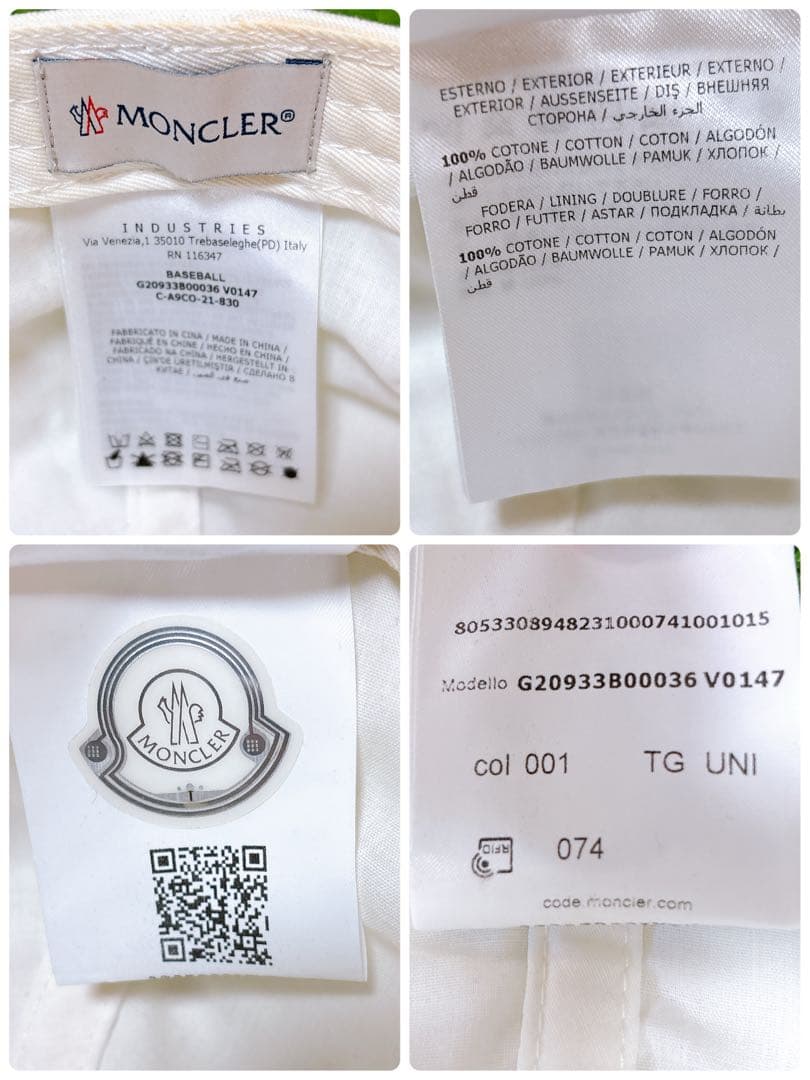 MONCLER®
INDUSTRIES
Via Venezia,1 35010 Trebaseleghe(PD) Italy
RN 116347
BASEBALL
G20933B00036 V0147
C-A9CO-21-830
FABBRICATO IN CINA / MADE IN CHINA /
FABRIQUÉ EN CHINE / HECHO EN CHINA /
FABRICADO NA CHINA / HERGESTELLT IN
CHINA / ÇİN'DE ÜRETİLMİŞTİR / СДЕЛАНО В
КИТАЕ / صنع في الصين
ESTERNO / EXTERIOR / EXTERIEUR / EXTERNO /
EXTERIOR / AUSSENSEITE / DIŞ / ВНЕШНЯЯ
СТОРОНА / الجزء الخارجي
100% COTONE / COTTON / COTON / ALGODÓN
/ ALGODÃO / BAUMWOLLE / PAMUK / ХЛОПОК /
قطن
FODERA / LINING / DOUBLURE / FORRO /
FORRO / FUTTER / ASTAR / ПОДКЛАДКА / بطانة
100% COTONE / COTTON / COTON / ALGODÓN
/ ALGODÃO / BAUMWOLLE / PAMUK / ХЛОПОК /
قطن
MONCLER
8053308948231000741001015
Modello G20933B00036 V0147
col 001 TG UNI
RFID 074
code.moncler.com